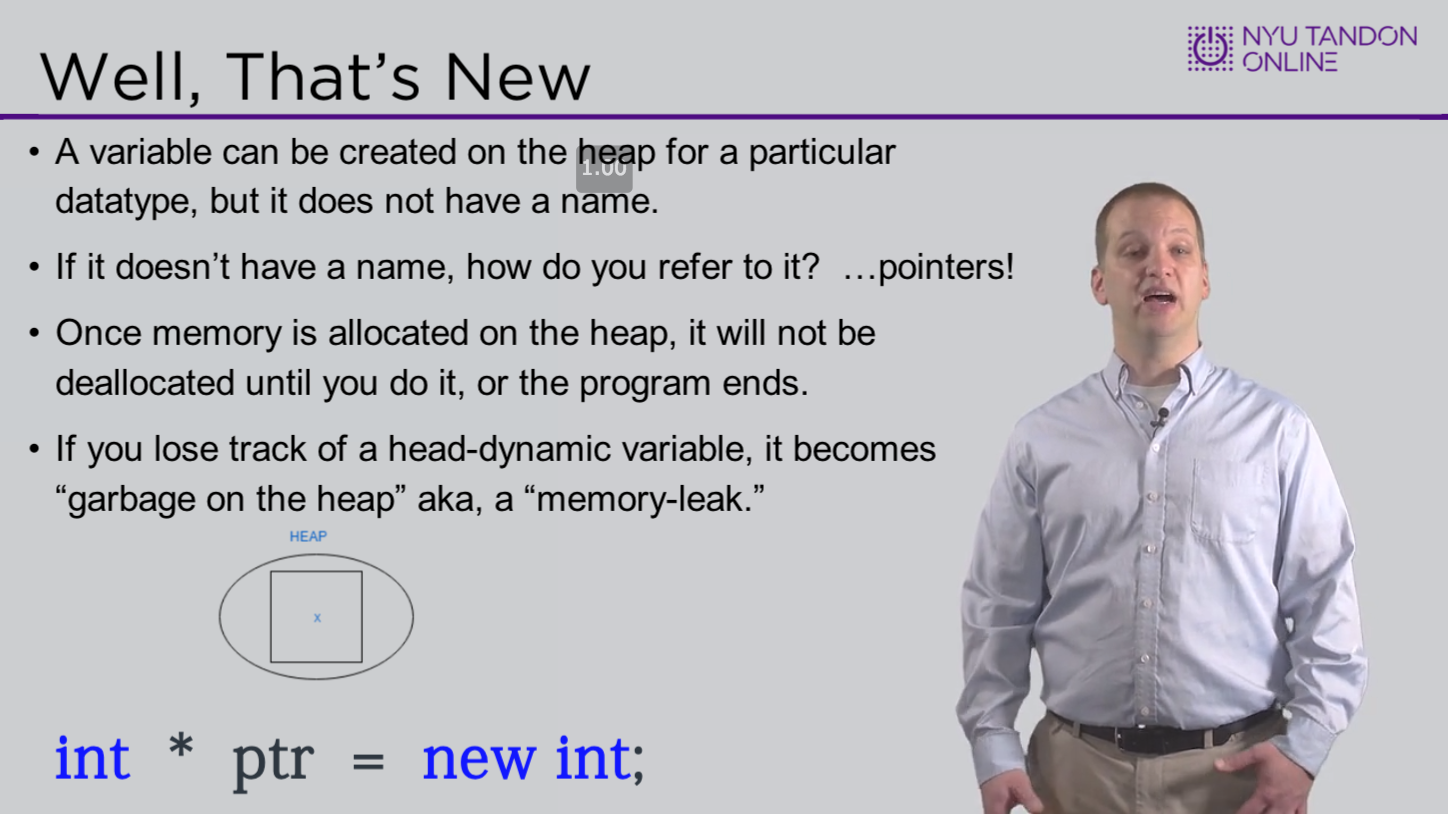 Well, That’s New
NYU TANDON
ONLINE
• A variable can be created on the heap for a particular
datatype, but it does not have a name.
1.00
• If it doesn’t have a name, how do you refer to it? …pointers!
• Once memory is allocated on the heap, it will not be
deallocated until you do it, or the program ends.
• If you lose track of a head-dynamic variable, it becomes
“garbage on the heap” aka, a “memory-leak.”
HEAP
x
int * ptr = new int;